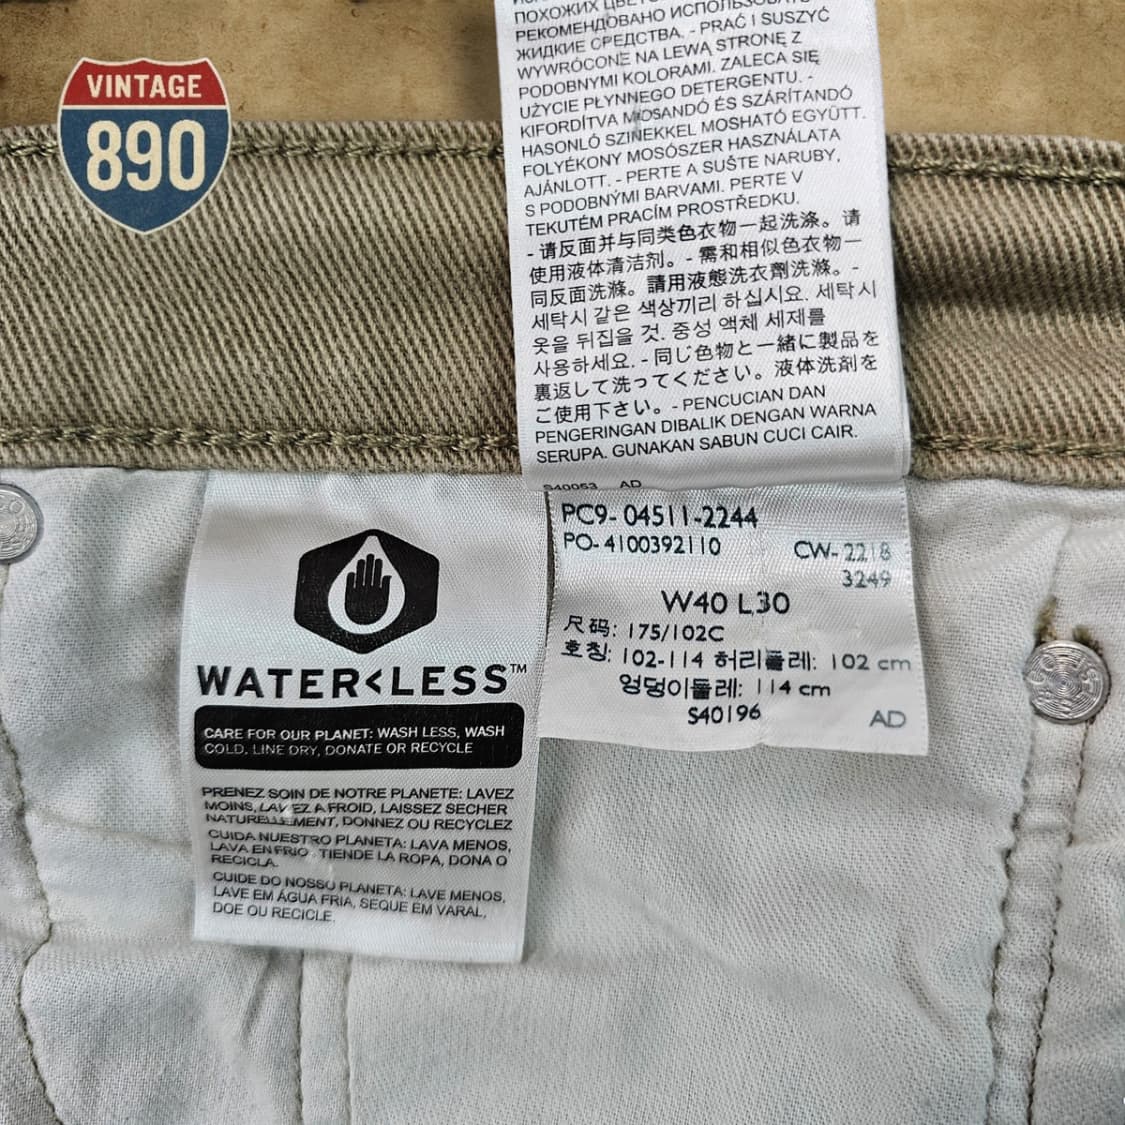 VINTAGE
890
ПОХОЖИХ
РЕКОМЕНДОВАНО ИСПОЛЬЗОВАТЬ
ЖИДКИЕ СРЕДСТВА. - PRAĆ I SUSZYĆ
WYWRÓCONE NA LEWĄ STRONĘ Z
PODOBNYMI KOLORAMI. ZALECA SIĘ
UŻYCIE PŁYNNEGO DETERGENTU. -
KIFORDÍTVA MOSANDÓ ÉS SZÁRÍTANDÓ
HASONLÓ SZINEKKEL MOSHATÓ EGYÜTT.
FOLYÉKONY MOSÓSZER HASZNÁLATA
AJÁNLOTT. - PERTE A SUŠTE NARUBY,
S PODOBNÝMI BARVAMI. PERTE V
TEKUTÉM PRACÍM PROSTŘEDKU.
- 请反面并与同类色衣物一起洗涤。请
使用液体清洁剂。- 需和相似色衣物一
同反面洗滌。請用液態洗衣劑洗滌。-
세탁시 같은 색상끼리 하십시요. 세탁시
옷을 뒤집을 것. 중성 액체 세제를
사용하세요. - 同じ色物と一緒に製品を
裏返して洗ってください。液体洗剤を
ご使用下さい。- PENCUCIAN DAN
PENGERINGAN DIBALIK DENGAN WARNA
SERUPA. GUNAKAN SABUN CUCI CAIR.
S40053 AD
PC9- 04511-2244
PO- 4100392110 CW- 2218
3249
W40 L30
尺码: 175/102C
호칭: 102-114 허리둘레: 102 cm
엉덩이둘레: 114 cm
S40196 AD
WATER<LESS™
CARE FOR OUR PLANET: WASH LESS, WASH
COLD, LINE DRY, DONATE OR RECYCLE
PRENEZ SOIN DE NOTRE PLANETE: LAVEZ
MOINS, LAVEZ A FROID, LAISSEZ SECHER
NATURELLEMENT, DONNEZ OU RECYCLEZ
CUIDA NUESTRO PLANETA: LAVA MENOS,
LAVA EN FRIO, TIENDE LA ROPA, DONA O
RECICLA.
CUIDE DO NOSSO PLANETA: LAVE MENOS,
LAVE EM ÁGUA FRIA, SEQUE EM VARAL,
DOE OU RECICLE.